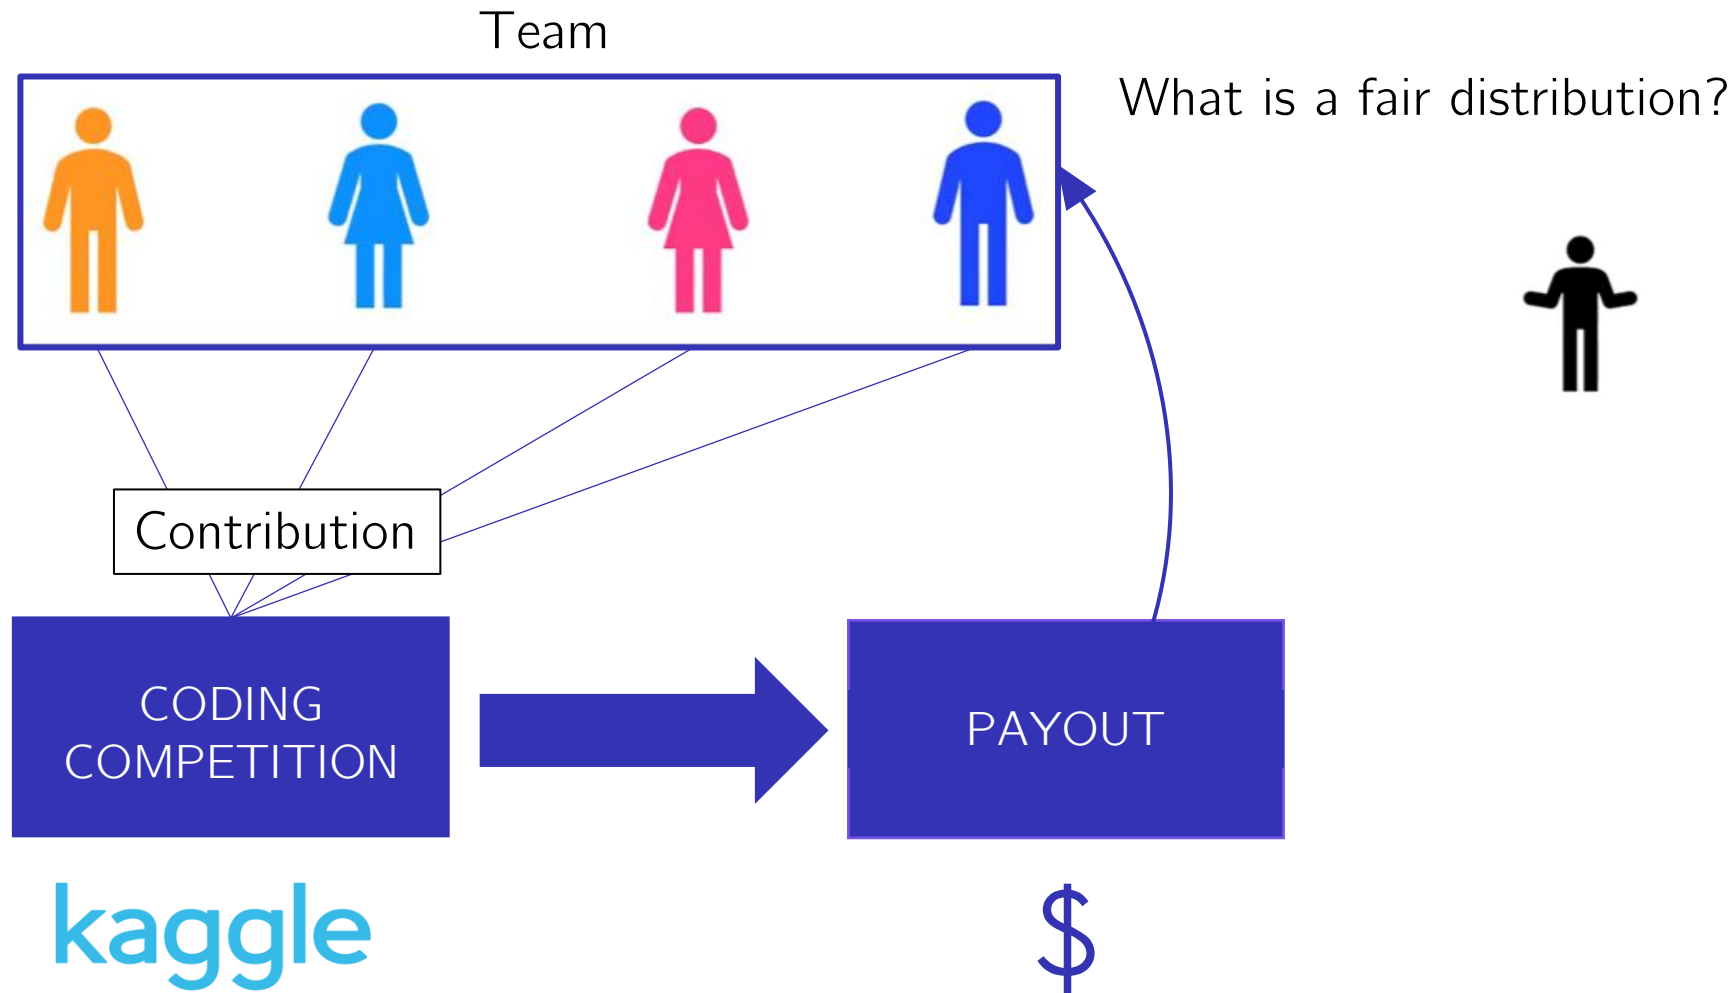 Team
What is a fair distribution?
Contribution
CODING
COMPETITION
PAYOUT
kaggle
$